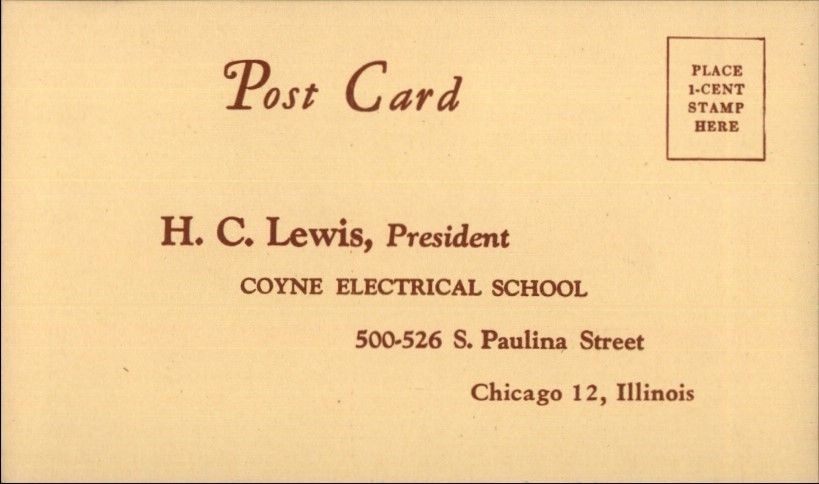 Post Card
PLACE
1-CENT
STAMP
HERE
H. C. Lewis, President
COYNE ELECTRICAL SCHOOL
500-526 S. Paulina Street
Chicago 12, Illinois